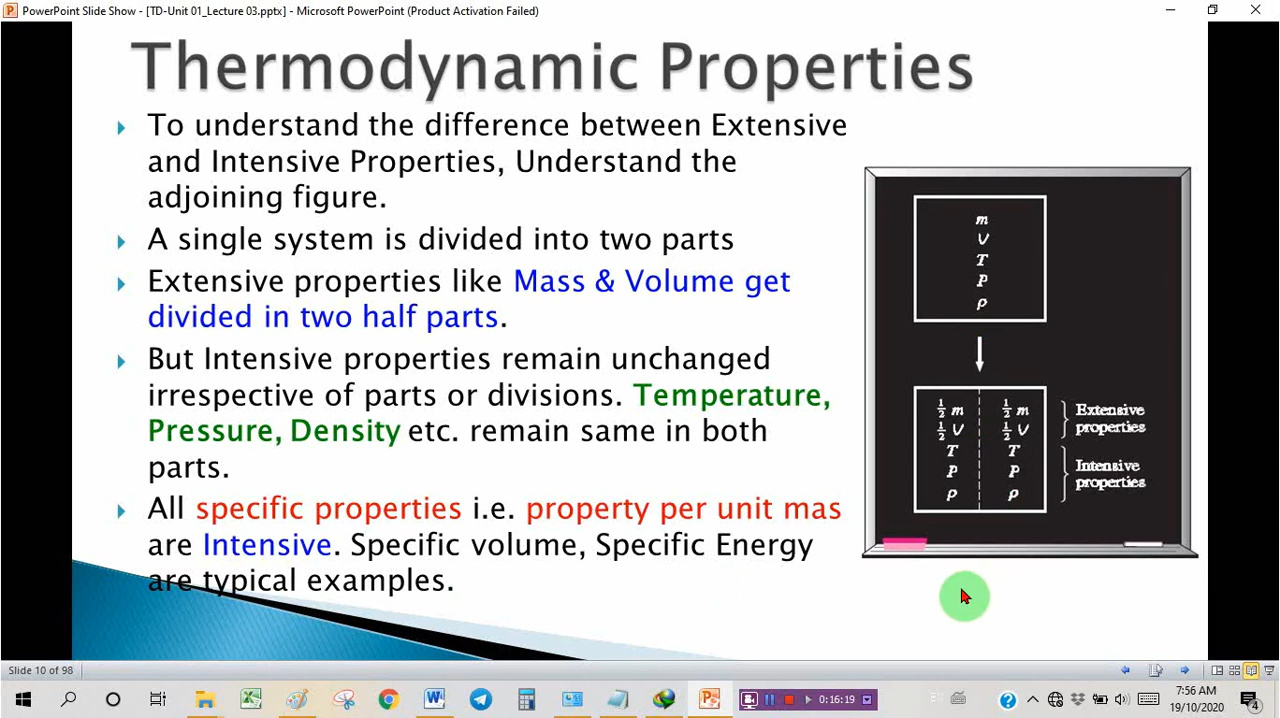 PowerPoint Slide Show - [TD-Unit 01_Lecture 03.pptx] - Microsoft PowerPoint (Product Activation Failed)
Thermodynamic Properties
To understand the difference between Extensive
and Intensive Properties, Understand the
adjoining figure.
A single system is divided into two parts
Extensive properties like Mass & Volume get
divided in two half parts.
But Intensive properties remain unchanged
irrespective of parts or divisions. Temperature,
Pressure, Density etc. remain same in both
parts.
All specific properties i.e. property per unit mas
are Intensive. Specific volume, Specific Energy
are typical examples.
m
V
T
P
ρ
½ m ½ m
½ V ½ V
T T
P P
ρ ρ
Extensive
properties
Intensive
properties
Slide 10 of 98
0:16:19
7:56 AM
19/10/2020
4